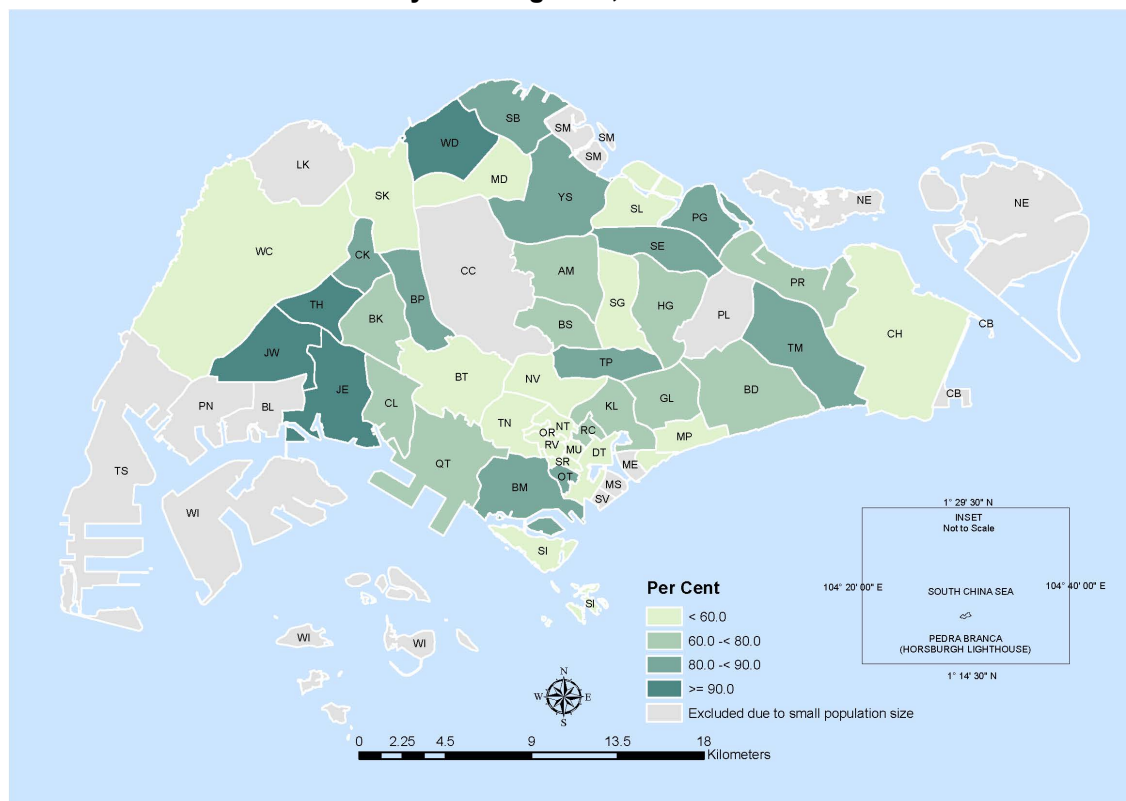 SB
SM
SM
WD
SM
LK
MD
SK
YS
NE
NE
SL
PG
SE
WC
CK
CC
AM
PR
BP
SG
HG
TH
PL
BK
BS
CB
CH
JW
TP
TM
JE
BT
NV
BD
CB
CL
KL
GL
PN
BL
TN
NT
OR
RC
MP
RV
MU
DT
SR
ME
QT
TS
OT
MS
BM
SV
WI
SI
SI
WI
WI
1° 29' 30" N
INSET
Not to Scale
104° 20' 00" E
104° 40' 00" E
SOUTH CHINA SEA
PEDRA BRANCA
(HORSBURGH LIGHTHOUSE)
1° 14' 30" N
Per Cent
< 60.0
60.0 -< 80.0
80.0 -< 90.0
>= 90.0
Excluded due to small population size
N
W
E
S
0 2.25 4.5 9 13.5 18
Kilometers